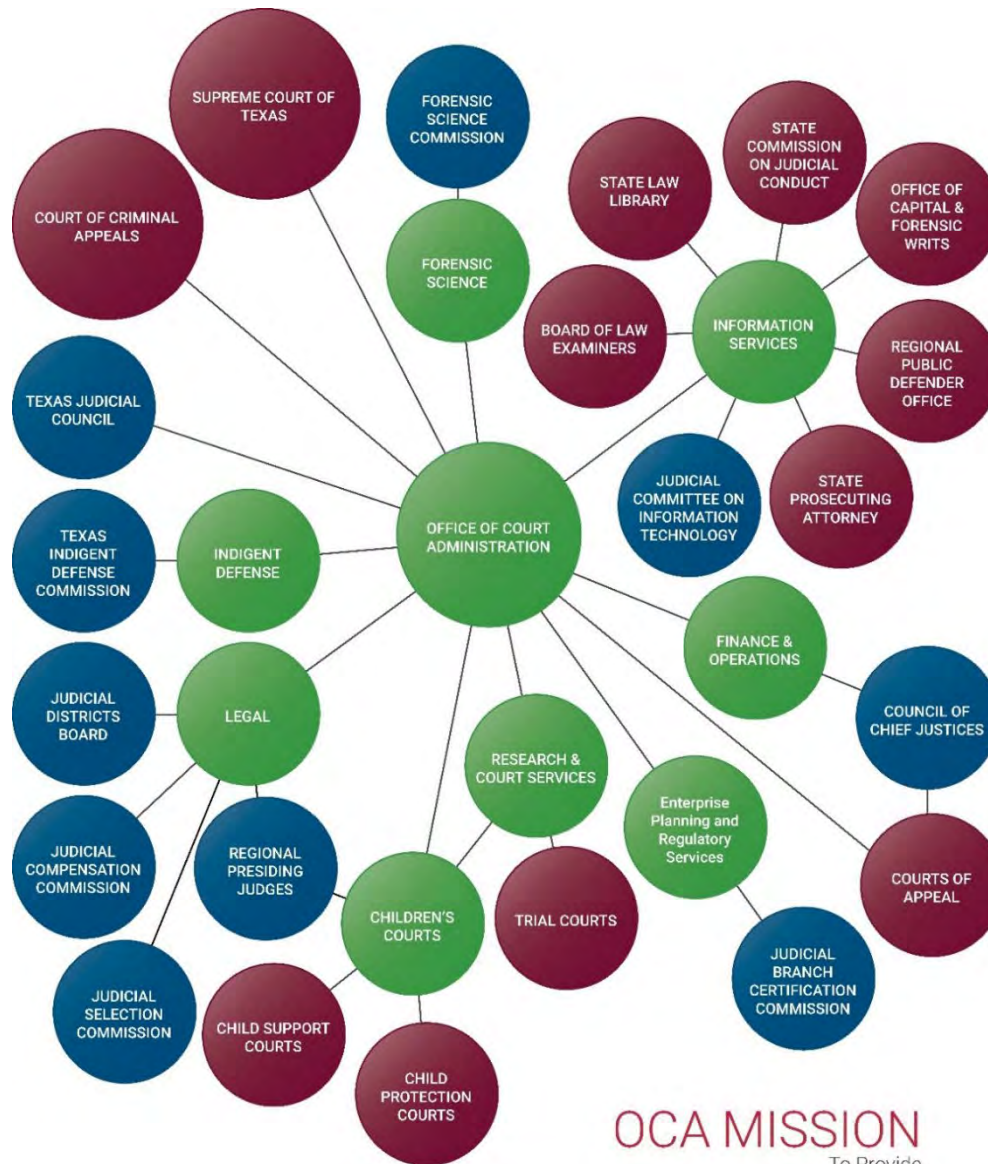 SUPREME COURT OF
TEXAS
FORENSIC
SCIENCE
COMMISSION
STATE
COMMISSION
ON JUDICIAL
CONDUCT
STATE LAW
LIBRARY
OFFICE OF
CAPITAL &
FORENSIC
WRITS
COURT OF CRIMINAL
APPEALS
FORENSIC
SCIENCE
BOARD OF LAW
EXAMINERS
INFORMATION
SERVICES
REGIONAL
PUBLIC
DEFENDER
OFFICE
TEXAS JUDICIAL
COUNCIL
JUDICIAL
COMMITTEE ON
INFORMATION
TECHNOLOGY
STATE
PROSECUTING
ATTORNEY
OFFICE OF COURT
ADMINISTRATION
TEXAS
INDIGENT
DEFENSE
COMMISSION
INDIGENT
DEFENSE
FINANCE &
OPERATIONS
JUDICIAL
DISTRICTS
BOARD
LEGAL
COUNCIL OF
CHIEF JUSTICES
RESEARCH &
COURT SERVICES
Enterprise
Planning and
Regulatory
Services
JUDICIAL
COMPENSATION
COMMISSION
REGIONAL
PRESIDING
JUDGES
CHILDREN'S
COURTS
TRIAL COURTS
COURTS OF
APPEAL
JUDICIAL
SELECTION
COMMISSION
JUDICIAL
BRANCH
CERTIFICATION
COMMISSION
CHILD SUPPORT
COURTS
CHILD
PROTECTION
COURTS
OCA MISSION
To Provide